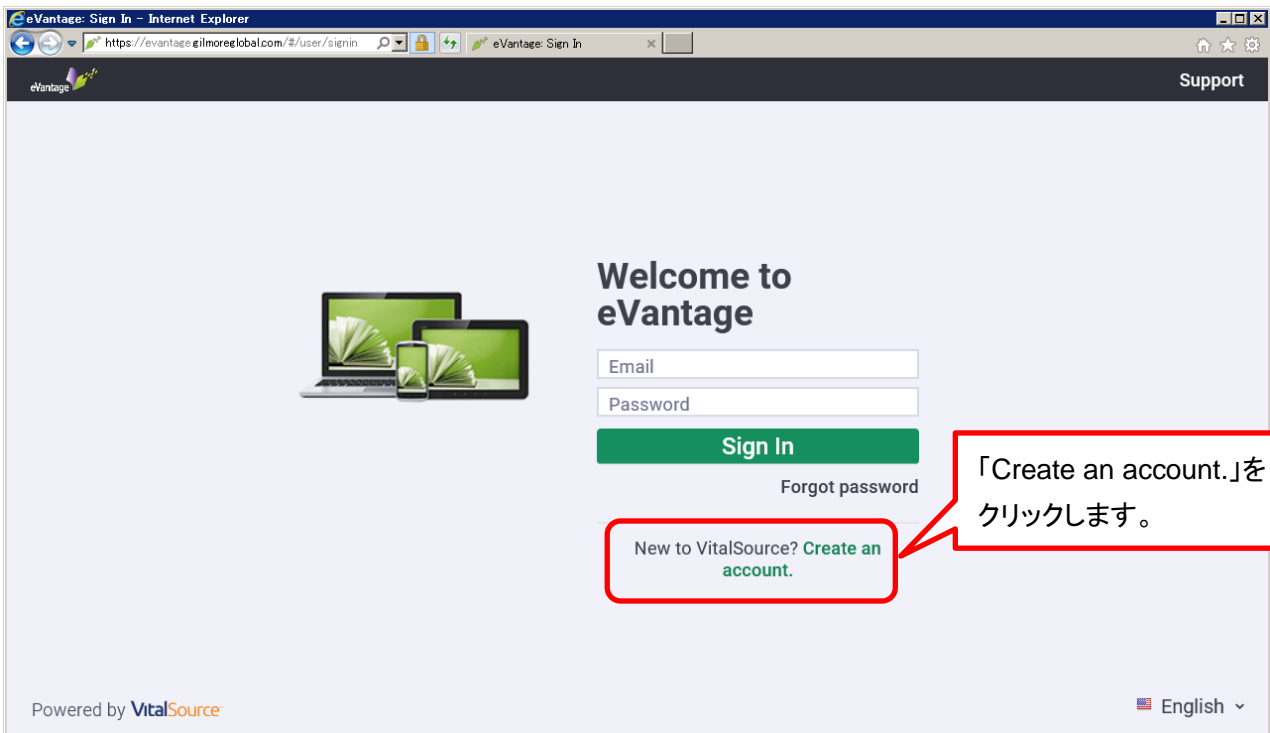 eVantage: Sign In - Internet Explorer
https://evantage.gilmoreglobal.com/#/user/signin
eVantage: Sign In
eVantage
Support
Welcome to
eVantage
Email
Password
Sign In
Forgot password
「Create an account.」を
クリックします。
New to VitalSource? Create an
account.
Powered by VitalSource
English